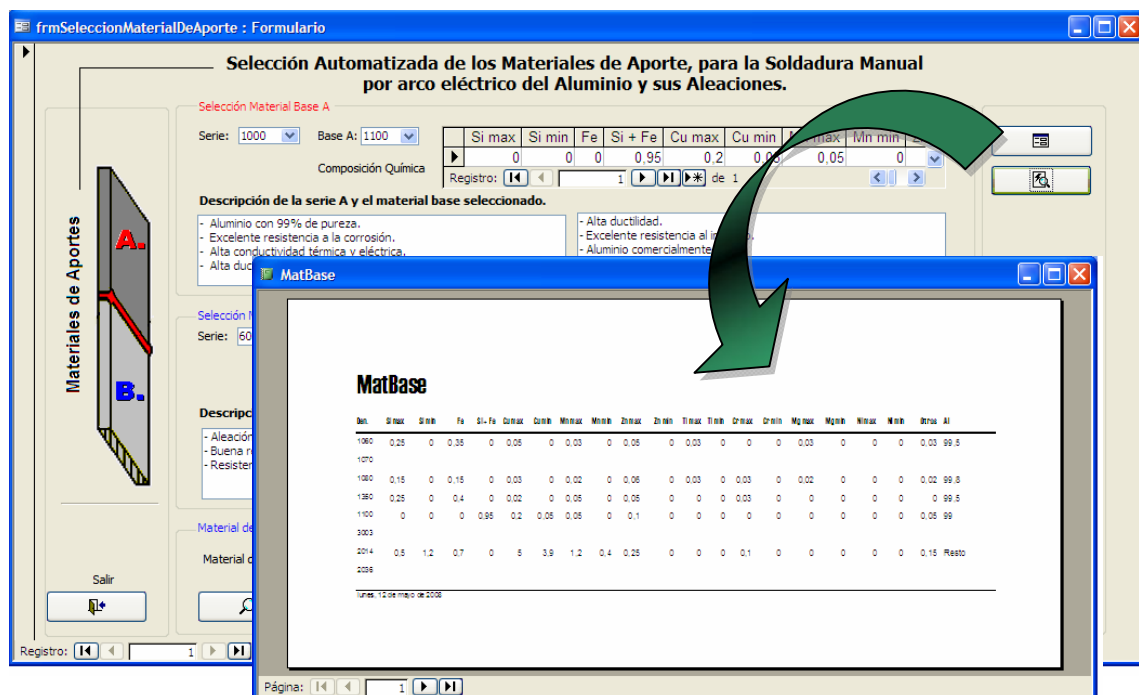 frmSeleccionMaterialDeAporte : Formulario
Selección Automatizada de los Materiales de Aporte, para la Soldadura Manual
por arco eléctrico del Aluminio y sus Aleaciones.
Selección Material Base A
Serie: 1000 Base A: 1100
Composición Química
Si max Si min Fe Si + Fe Cu max Cu min Mn min
0 0 0 0,95 0,2 0,05 0,05 0
Registro: 1 de 1
Descripción de la serie A y el material base seleccionado.
- Aluminio con 99% de pureza.
- Excelente resistencia a la corrosión.
- Alta conductividad térmica y eléctrica.
- Alta duc
- Alta ductilidad.
- Excelente resistencia al
- Aluminio comercialmente
Materiales de Aportes
A.
B.
Selección
Serie: 60
Descripc
- Aleación
- Buena
- Resister
Material de
Material
Salir
Registro: 1
MatBase
MatBase
Den. Si max Si min Fe Si + Fe Cu max Cu min Mn max Mn min Zn max Zn min Ti max Ti min Cr max Cr min Mg max Mg min Ni max Ni min Otros Al
1060 0,25 0 0,35 0 0,05 0 0,03 0 0,05 0 0,03 0 0 0 0,03 0 0 0 0,03 99,5
1070
1080 0,15 0 0,15 0 0,03 0 0,02 0 0,06 0 0,03 0 0,03 0 0,02 0 0 0 0,02 99,8
1350 0,25 0 0,4 0 0,02 0 0,05 0 0,05 0 0 0 0,03 0 0 0 0 0 0 99,5
1100 0 0 0 0,95 0,2 0,05 0,05 0 0,1 0 0 0 0 0 0 0 0 0 0,05 99
3003
2014 0,5 1,2 0,7 0 5 3,9 1,2 0,4 0,25 0 0 0 0,1 0 0 0 0 0 0,15 Resto
2036
lunes, 12 de mayo de 2008
Página: 1